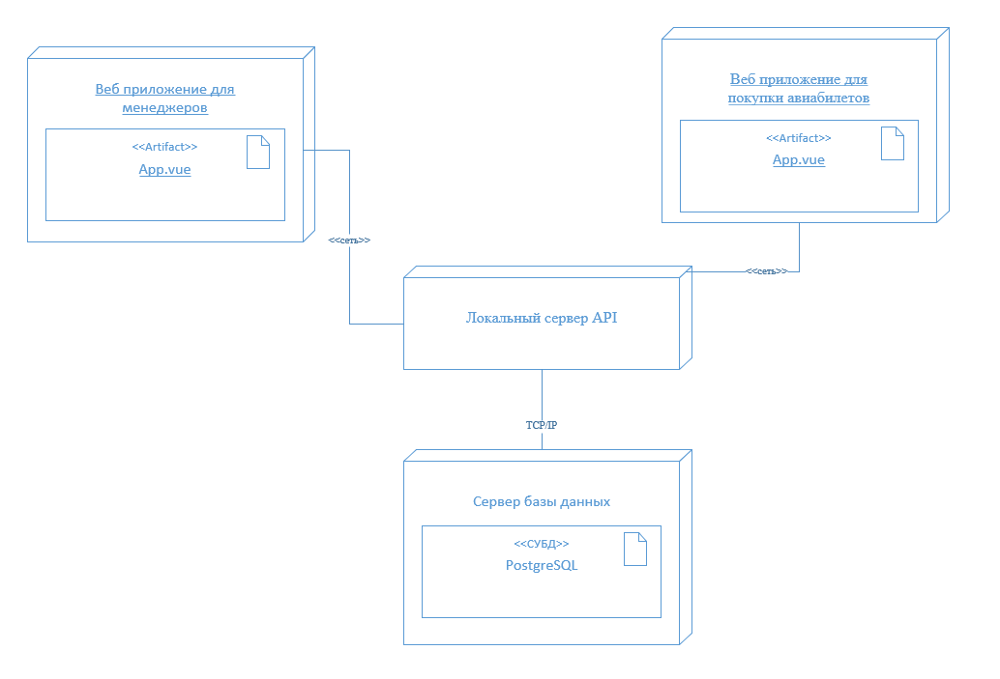 Веб приложение для
менеджеров
<<Artifact>>
App.vue
Веб приложение для
покупки авиабилетов
<<Artifact>>
App.vue
<<сеть>>
<<сеть>>
Локальный сервер API
TCP/IP
Сервер базы данных
<<СУБД>>
PostgreSQL